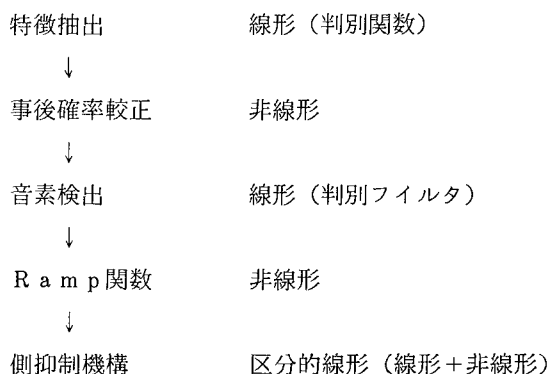 特徴抽出　　　線形（判別関数）
↓
事後確率較正　　　非線形
↓
音素検出　　　線形（判別フイルタ）
↓
Ｒａｍｐ関数　　　非線形
↓
側抑制機構　　　区分的線形（線形＋非線形）